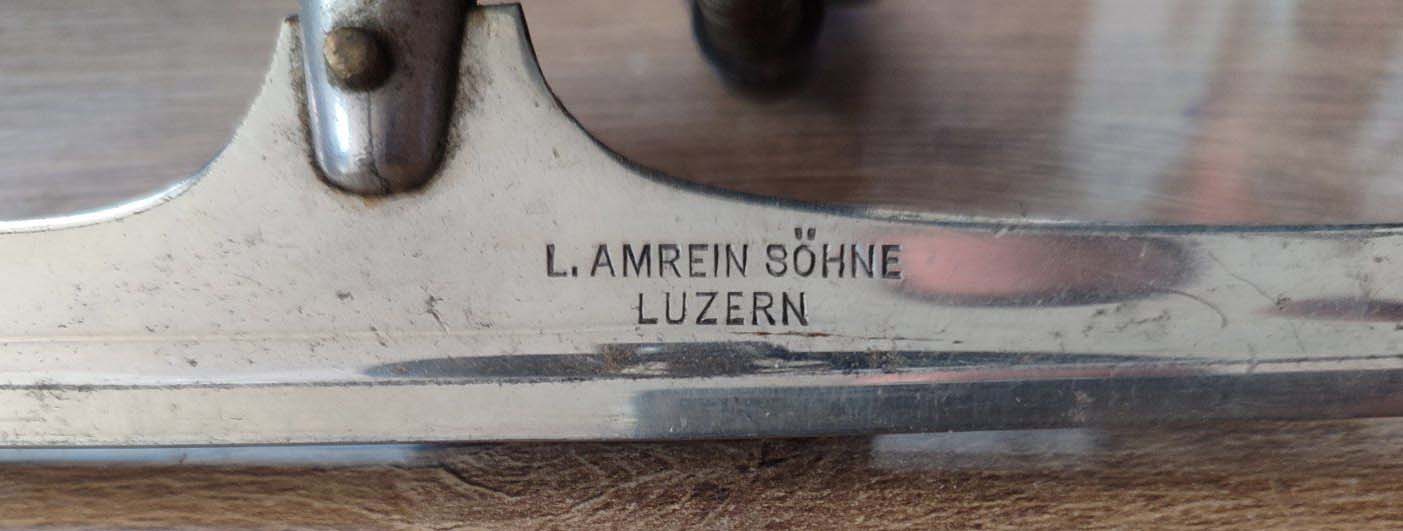 L. AMREIN SÖHNE
LUZERN